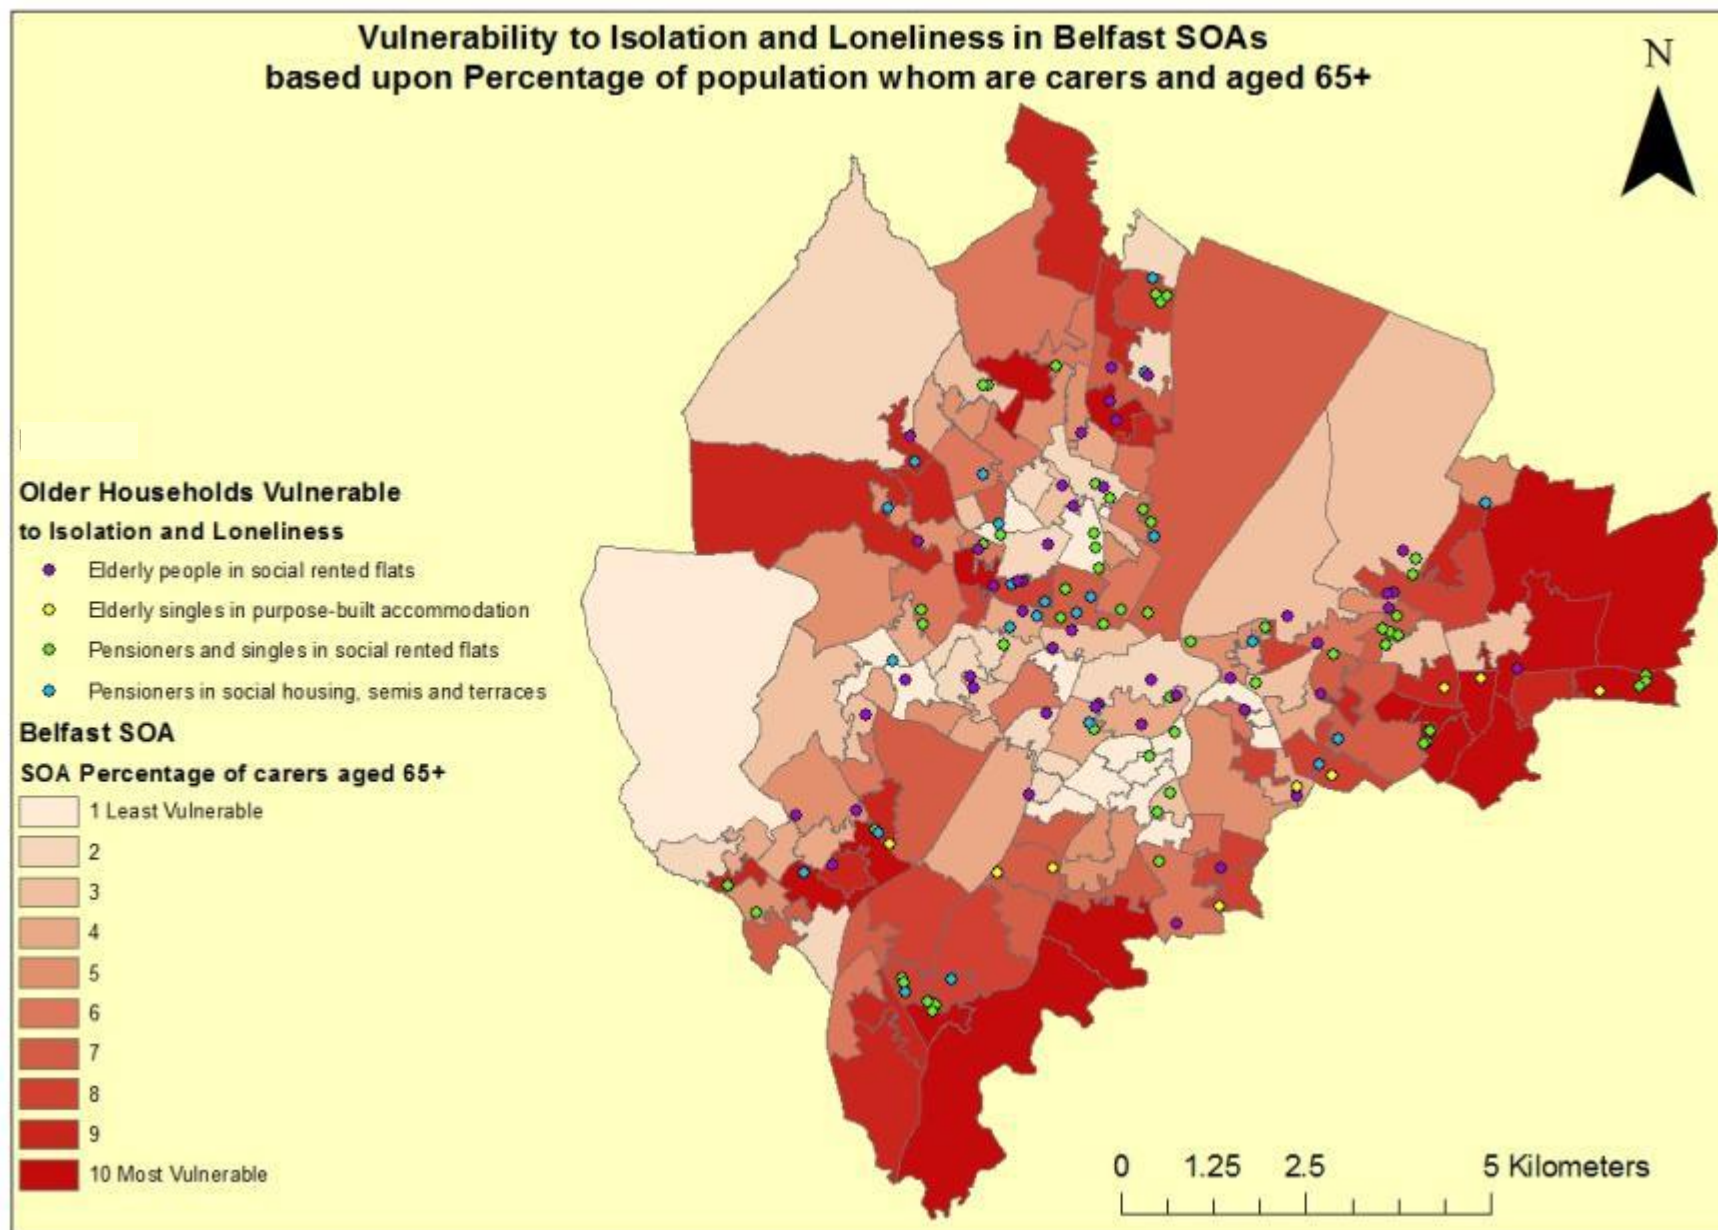 Vulnerability to Isolation and Loneliness in Belfast SOAs
based upon Percentage of population whom are carers and aged 65+
N
Older Households Vulnerable
to Isolation and Loneliness
Elderly people in social rented flats
Elderly singles in purpose-built accommodation
Pensioners and singles in social rented flats
Pensioners in social housing, semis and terraces
Belfast SOA
SOA Percentage of carers aged 65+
1 Least Vulnerable
2
3
4
5
6
7
8
9
10 Most Vulnerable
0 1.25 2.5 5 Kilometers